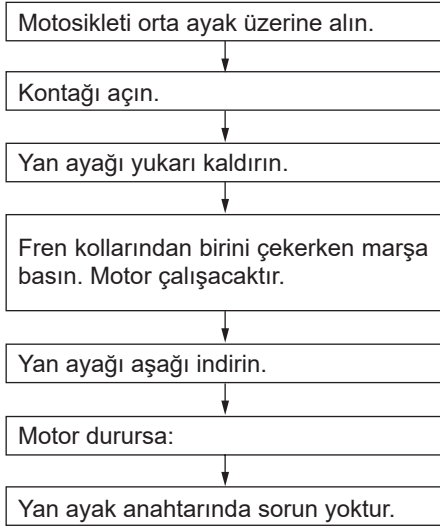 Motosikleti orta ayak üzerine alın.
Kontağı açın.
Yan ayağı yukarı kaldırın.
Fren kollarından birini çekerken marşa
basın. Motor çalışacaktır.
Yan ayağı aşağı indirin.
Motor durursa:
Yan ayak anahtarında sorun yoktur.